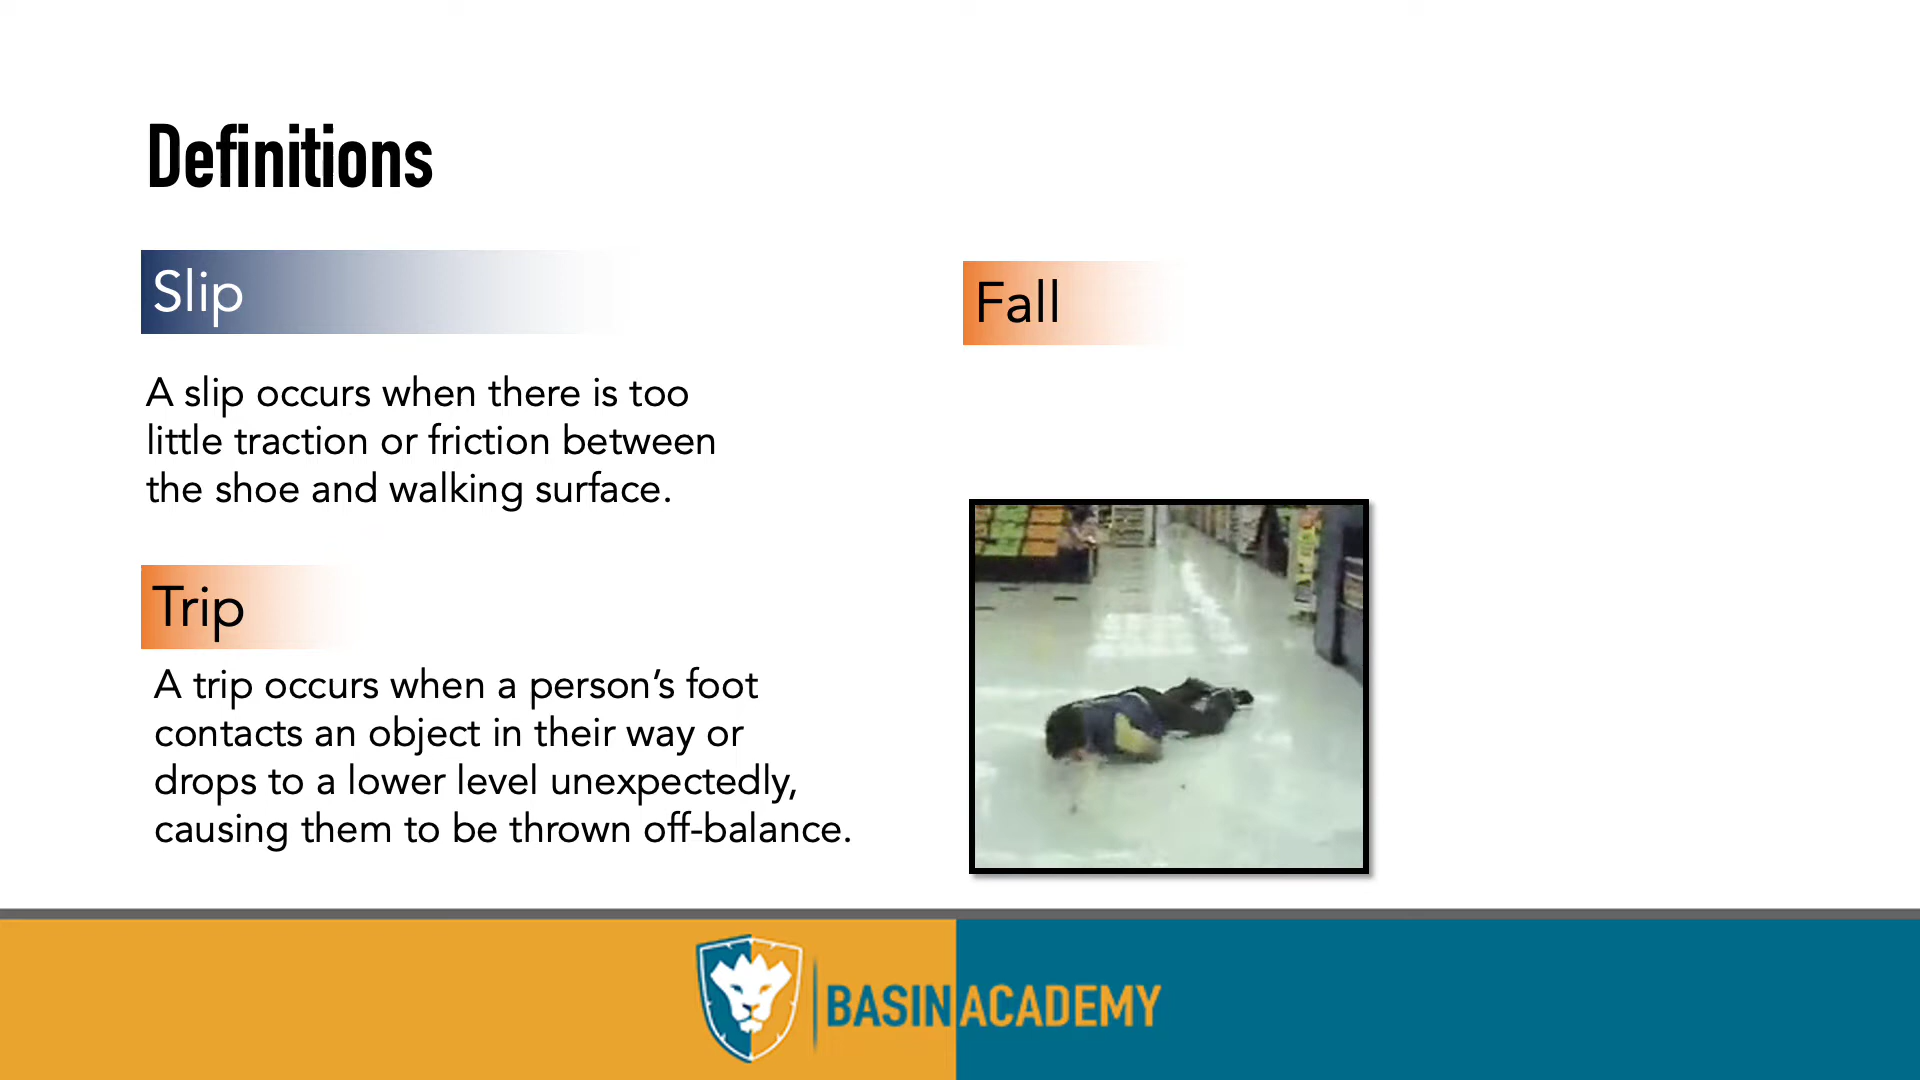 Definitions
Slip
A slip occurs when there is too
little traction or friction between
the shoe and walking surface.
Trip
A trip occurs when a person’s foot
contacts an object in their way or
drops to a lower level unexpectedly,
causing them to be thrown off-balance.
Fall
BASIN ACADEMY